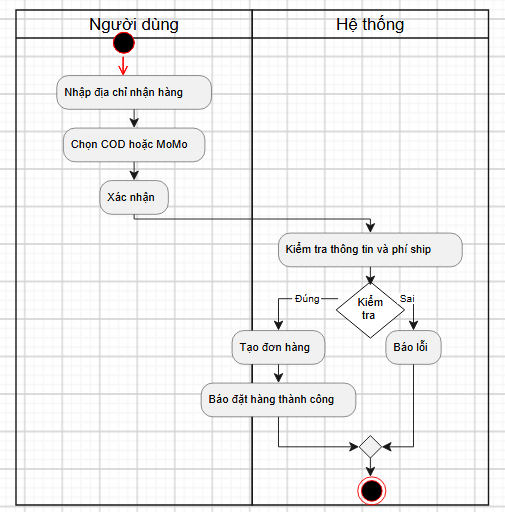 Người dùng
Hệ thống
Nhập địa chỉ nhận hàng
Chọn COD hoặc MoMo
Xác nhận
Kiểm tra thông tin và phí ship
Kiểm
tra
Đúng
Sai
Tạo đơn hàng
Báo lỗi
Báo đặt hàng thành công